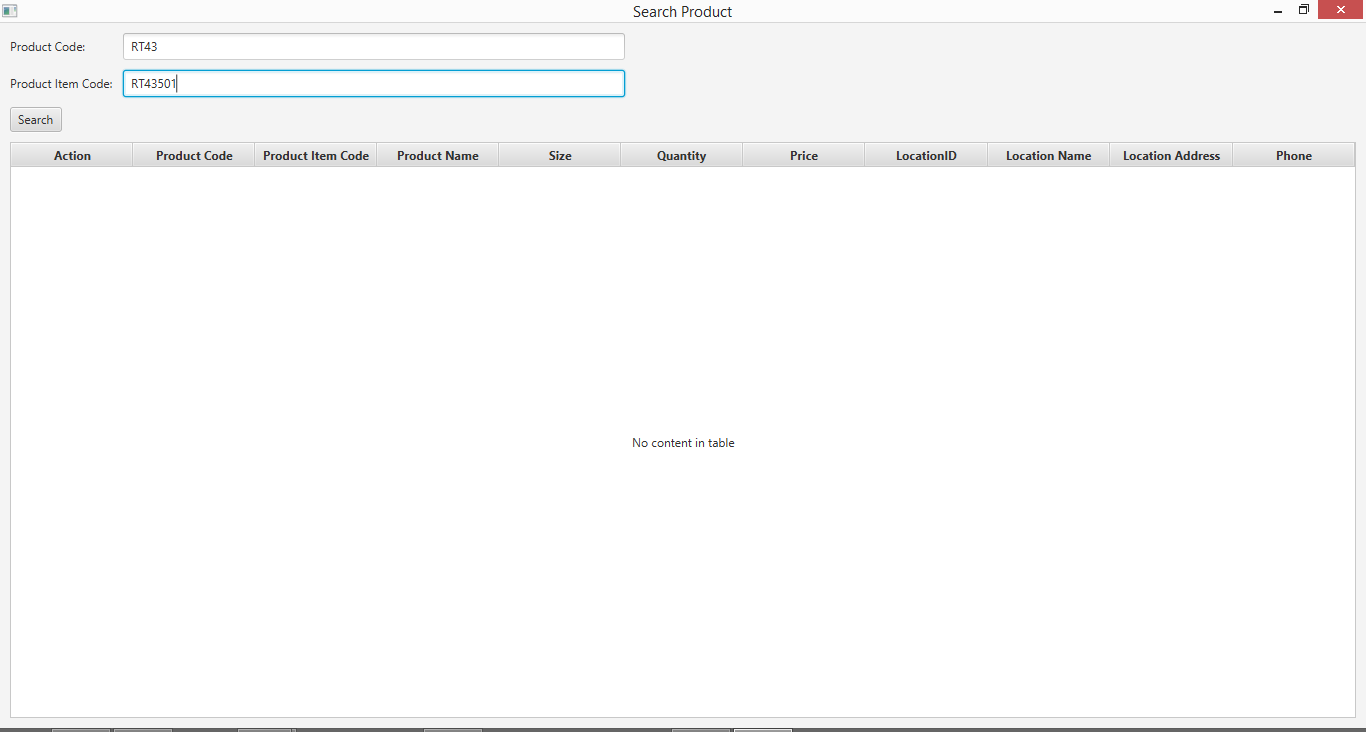 Search Product
Product Code: RT43
Product Item Code: RT43501
Search
Action Product Code Product Item Code Product Name Size Quantity Price LocationID Location Name Location Address Phone
No content in table